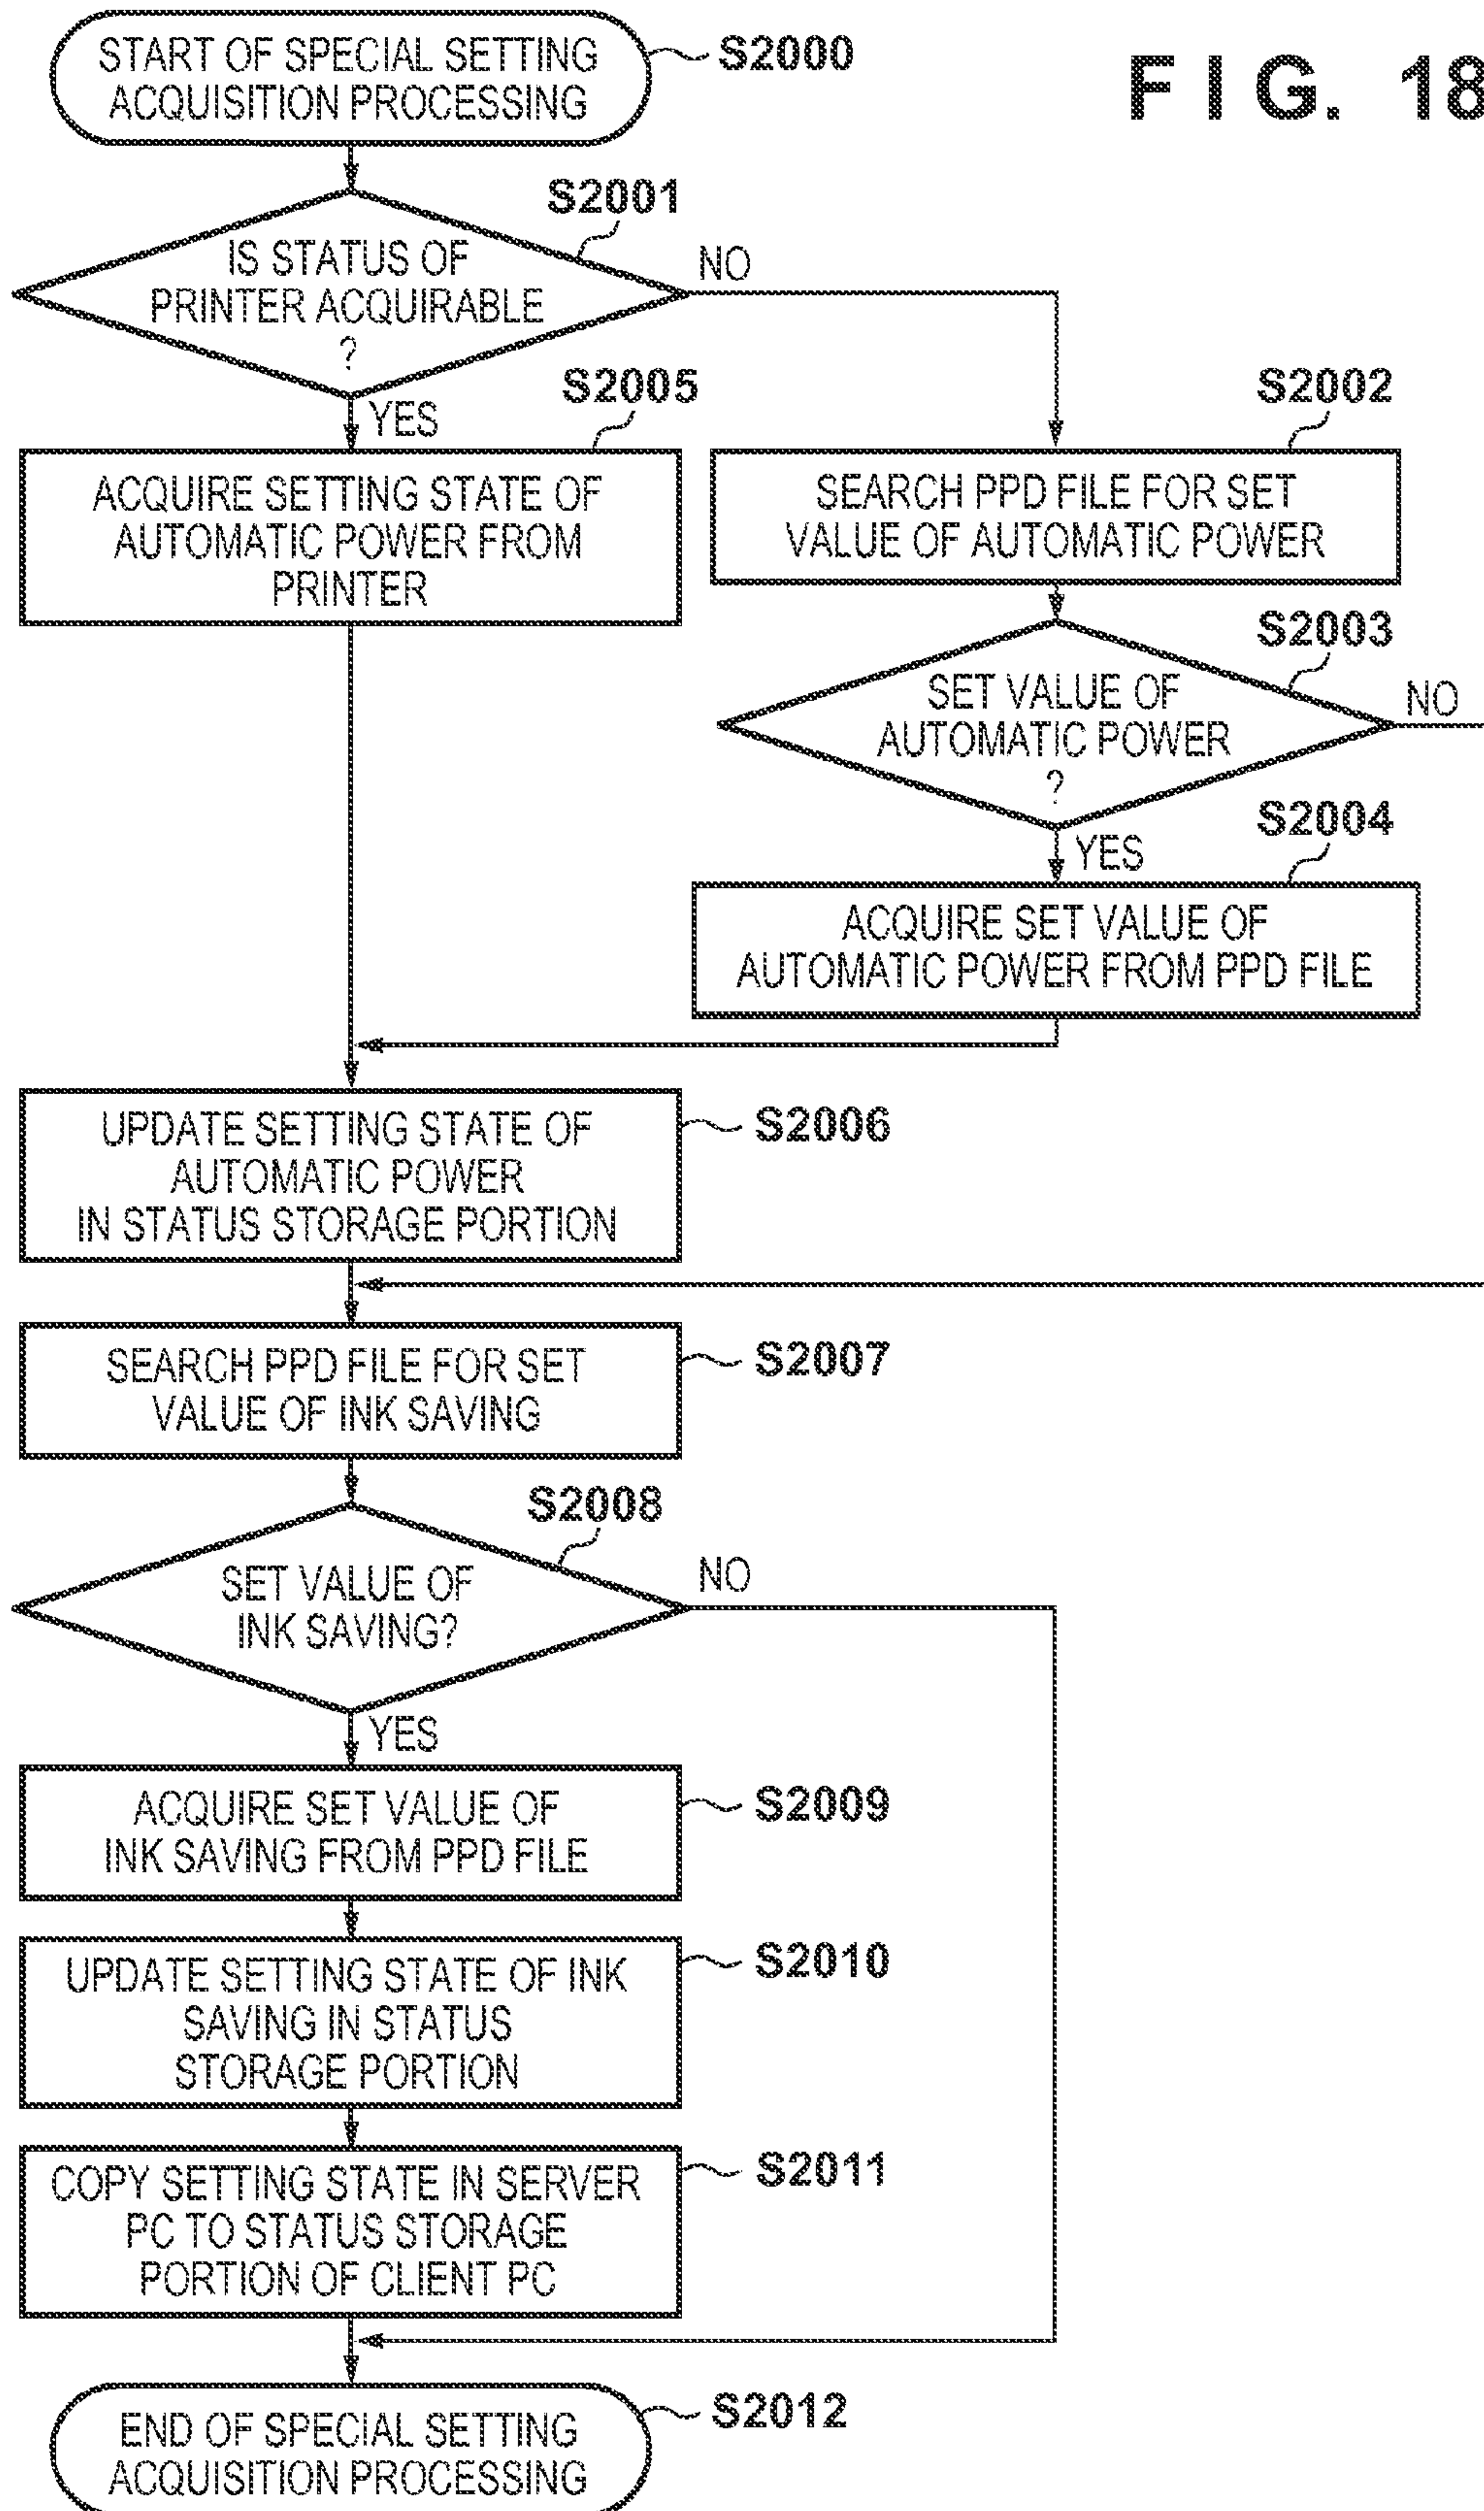 FIG. 18
START OF SPECIAL SETTING
ACQUISITION PROCESSING
S2000
S2001
IS STATUS OF
PRINTER ACQUIRABLE
?
NO
YES
S2005
ACQUIRE SETTING STATE OF
AUTOMATIC POWER FROM
PRINTER
S2002
SEARCH PPD FILE FOR SET
VALUE OF AUTOMATIC POWER
S2003
SET VALUE OF
AUTOMATIC POWER
?
NO
YES
S2004
ACQUIRE SET VALUE OF
AUTOMATIC POWER FROM PPD FILE
UPDATE SETTING STATE OF
AUTOMATIC POWER
IN STATUS STORAGE PORTION
S2006
SEARCH PPD FILE FOR SET
VALUE OF INK SAVING
S2007
S2008
SET VALUE OF
INK SAVING?
NO
YES
ACQUIRE SET VALUE OF
INK SAVING FROM PPD FILE
S2009
UPDATE SETTING STATE OF INK
SAVING IN STATUS
STORAGE PORTION
S2010
COPY SETTING STATE IN SERVER
PC TO STATUS STORAGE
PORTION OF CLIENT PC
S2011
END OF SPECIAL SETTING
ACQUISITION PROCESSING
S2012